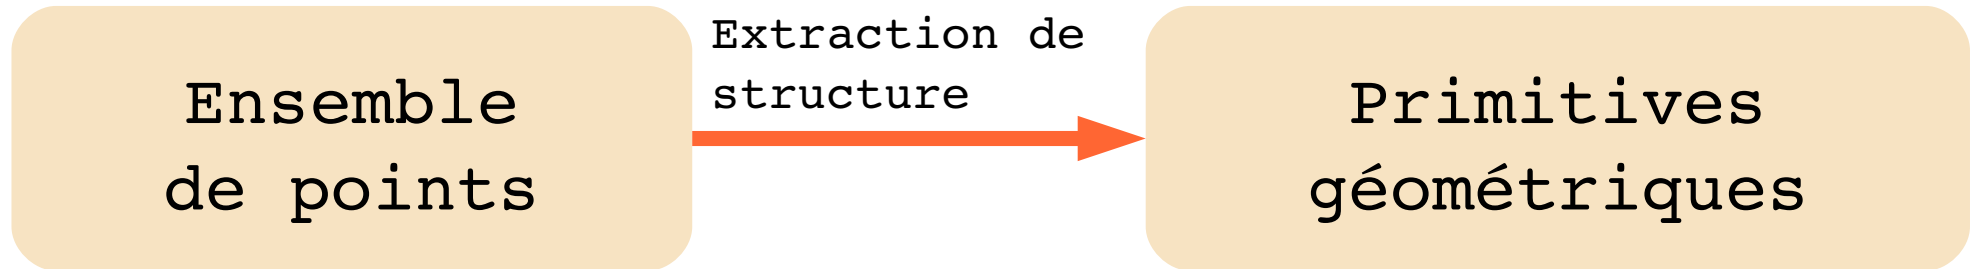 Ensemble
de points
Extraction de
structure
Primitives
géométriques